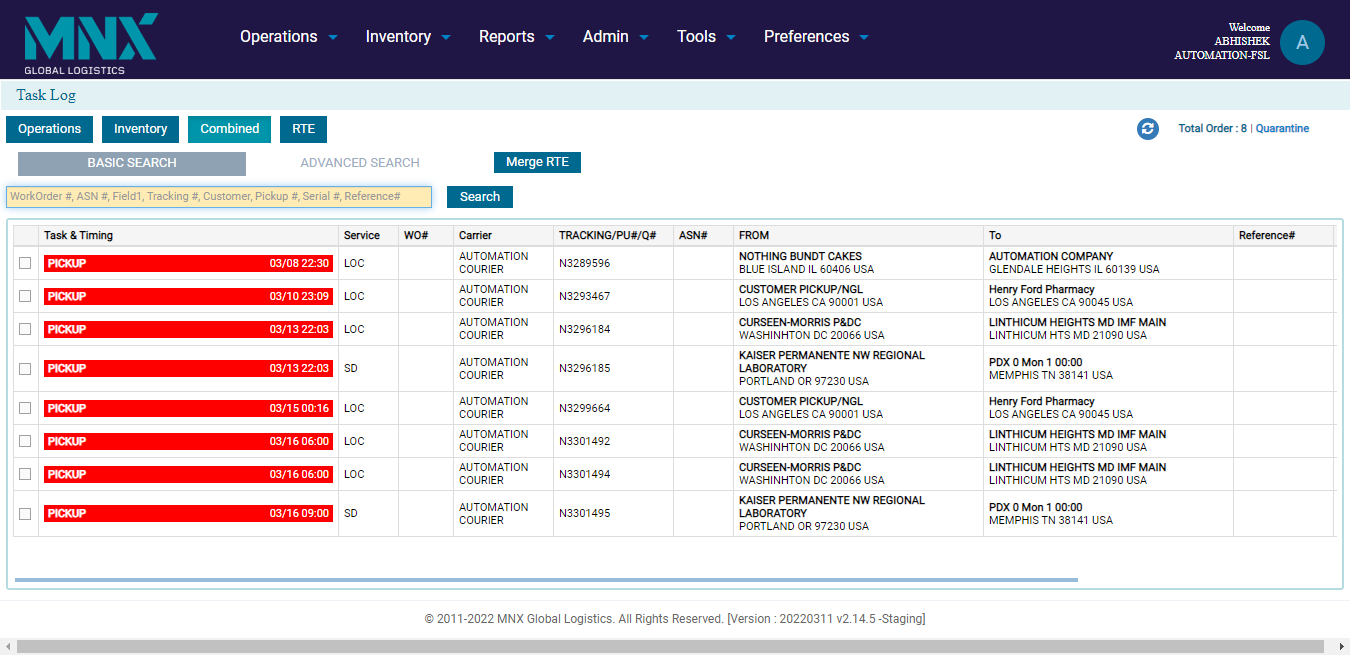 MNX
GLOBAL LOGISTICS
Operations Inventory Reports Admin Tools Preferences
Welcome
ABHISHEK
AUTOMATION-FSL
A
Task Log
Operations Inventory Combined RTE
Total Order : 8 | Quarantine
BASIC SEARCH ADVANCED SEARCH Merge RTE
WorkOrder #, ASN #, Field1, Tracking #, Customer, Pickup #, Serial #, Reference# Search
Task & Timing Service WO# Carrier TRACKING/PU#/Q# ASN# FROM To Reference#
PICKUP 03/08 22:30 LOC AUTOMATION COURIER N3289596 NOTHING BUNDT CAKES BLUE ISLAND IL 60406 USA AUTOMATION COMPANY GLENDALE HEIGHTS IL 60139 USA
PICKUP 03/10 23:09 LOC AUTOMATION COURIER N3293467 CUSTOMER PICKUP/NGL LOS ANGELES CA 90001 USA Henry Ford Pharmacy LOS ANGELES CA 90045 USA
PICKUP 03/13 22:03 LOC AUTOMATION COURIER N3296184 CURSEEN-MORRIS P&DC WASHINHTON DC 20066 USA LINTHICUM HEIGHTS MD IMF MAIN LINTHICUM HTS MD 21090 USA
PICKUP 03/13 22:03 SD AUTOMATION COURIER N3296185 KAISER PERMANENTE NW REGIONAL LABORATORY PORTLAND OR 97230 USA PDX 0 Mon 1 00:00 MEMPHIS TN 38141 USA
PICKUP 03/15 00:16 LOC AUTOMATION COURIER N3299664 CUSTOMER PICKUP/NGL LOS ANGELES CA 90001 USA Henry Ford Pharmacy LOS ANGELES CA 90045 USA
PICKUP 03/16 06:00 LOC AUTOMATION COURIER N3301492 CURSEEN-MORRIS P&DC WASHINHTON DC 20066 USA LINTHICUM HEIGHTS MD IMF MAIN LINTHICUM HTS MD 21090 USA
PICKUP 03/16 06:00 LOC AUTOMATION COURIER N3301494 CURSEEN-MORRIS P&DC WASHINHTON DC 20066 USA LINTHICUM HEIGHTS MD IMF MAIN LINTHICUM HTS MD 21090 USA
PICKUP 03/16 09:00 SD AUTOMATION COURIER N3301495 KAISER PERMANENTE NW REGIONAL LABORATORY PORTLAND OR 97230 USA PDX 0 Mon 1 00:00 MEMPHIS TN 38141 USA
© 2011-2022 MNX Global Logistics. All Rights Reserved. [Version : 20220311 v2.14.5 -Staging]